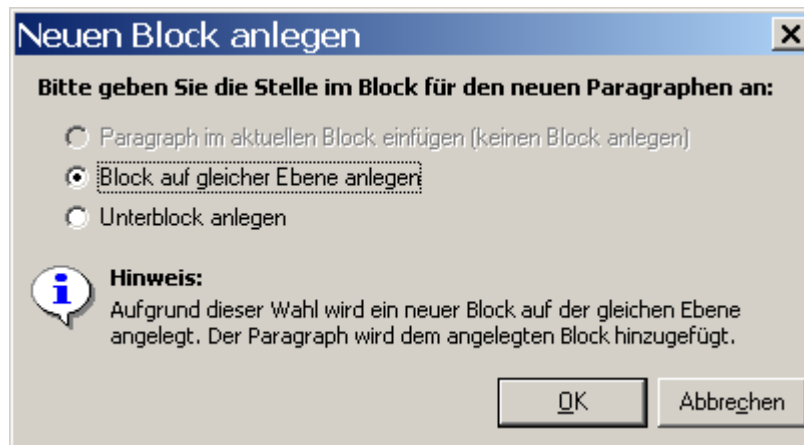 Neuen Block anlegen
Bitte geben Sie die Stelle im Block für den neuen Paragraphen an:
Paragraph im aktuellen Block einfügen (keinen Block anlegen)
Block auf gleicher Ebene anlegen
Unterblock anlegen
Hinweis:
Aufgrund dieser Wahl wird ein neuer Block auf der gleichen Ebene
angelegt. Der Paragraph wird dem angelegten Block hinzugefügt.
OK Abbrechen